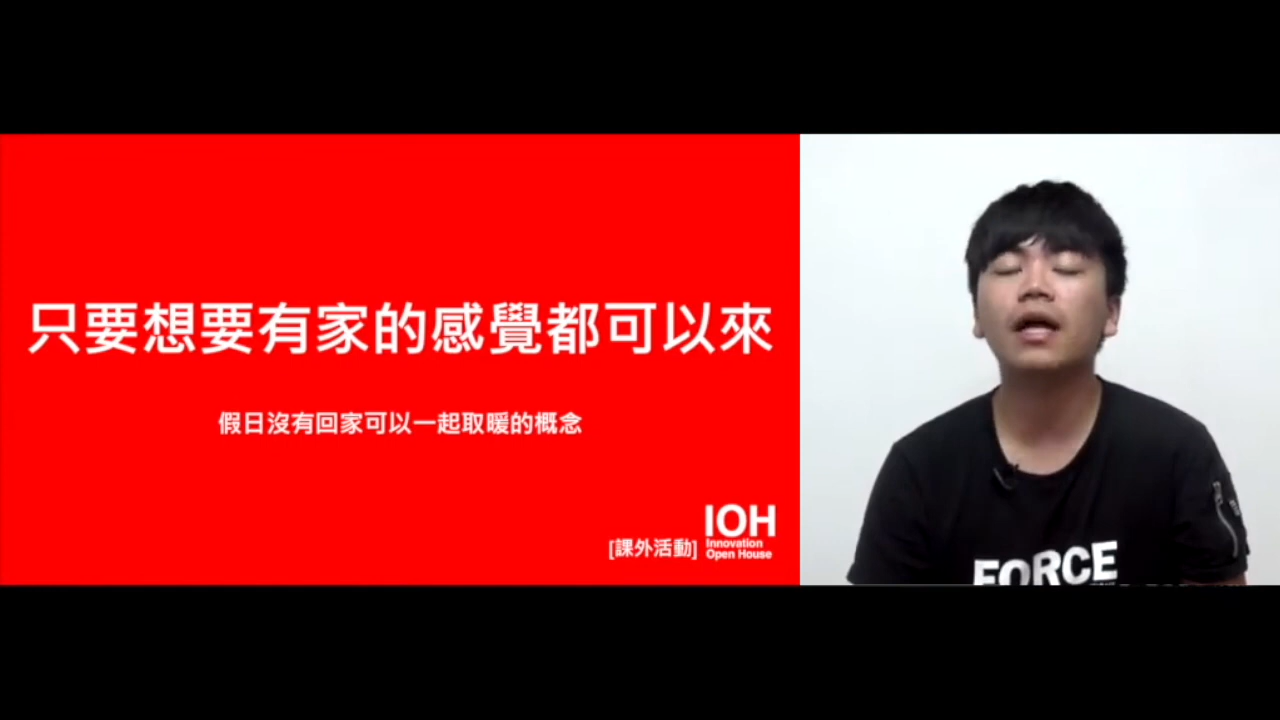 只要想要有家的感覺都可以來
假日沒有回家可以一起取暖的概念
[課外活動]
IOH
Innovation
Open House
FORCE